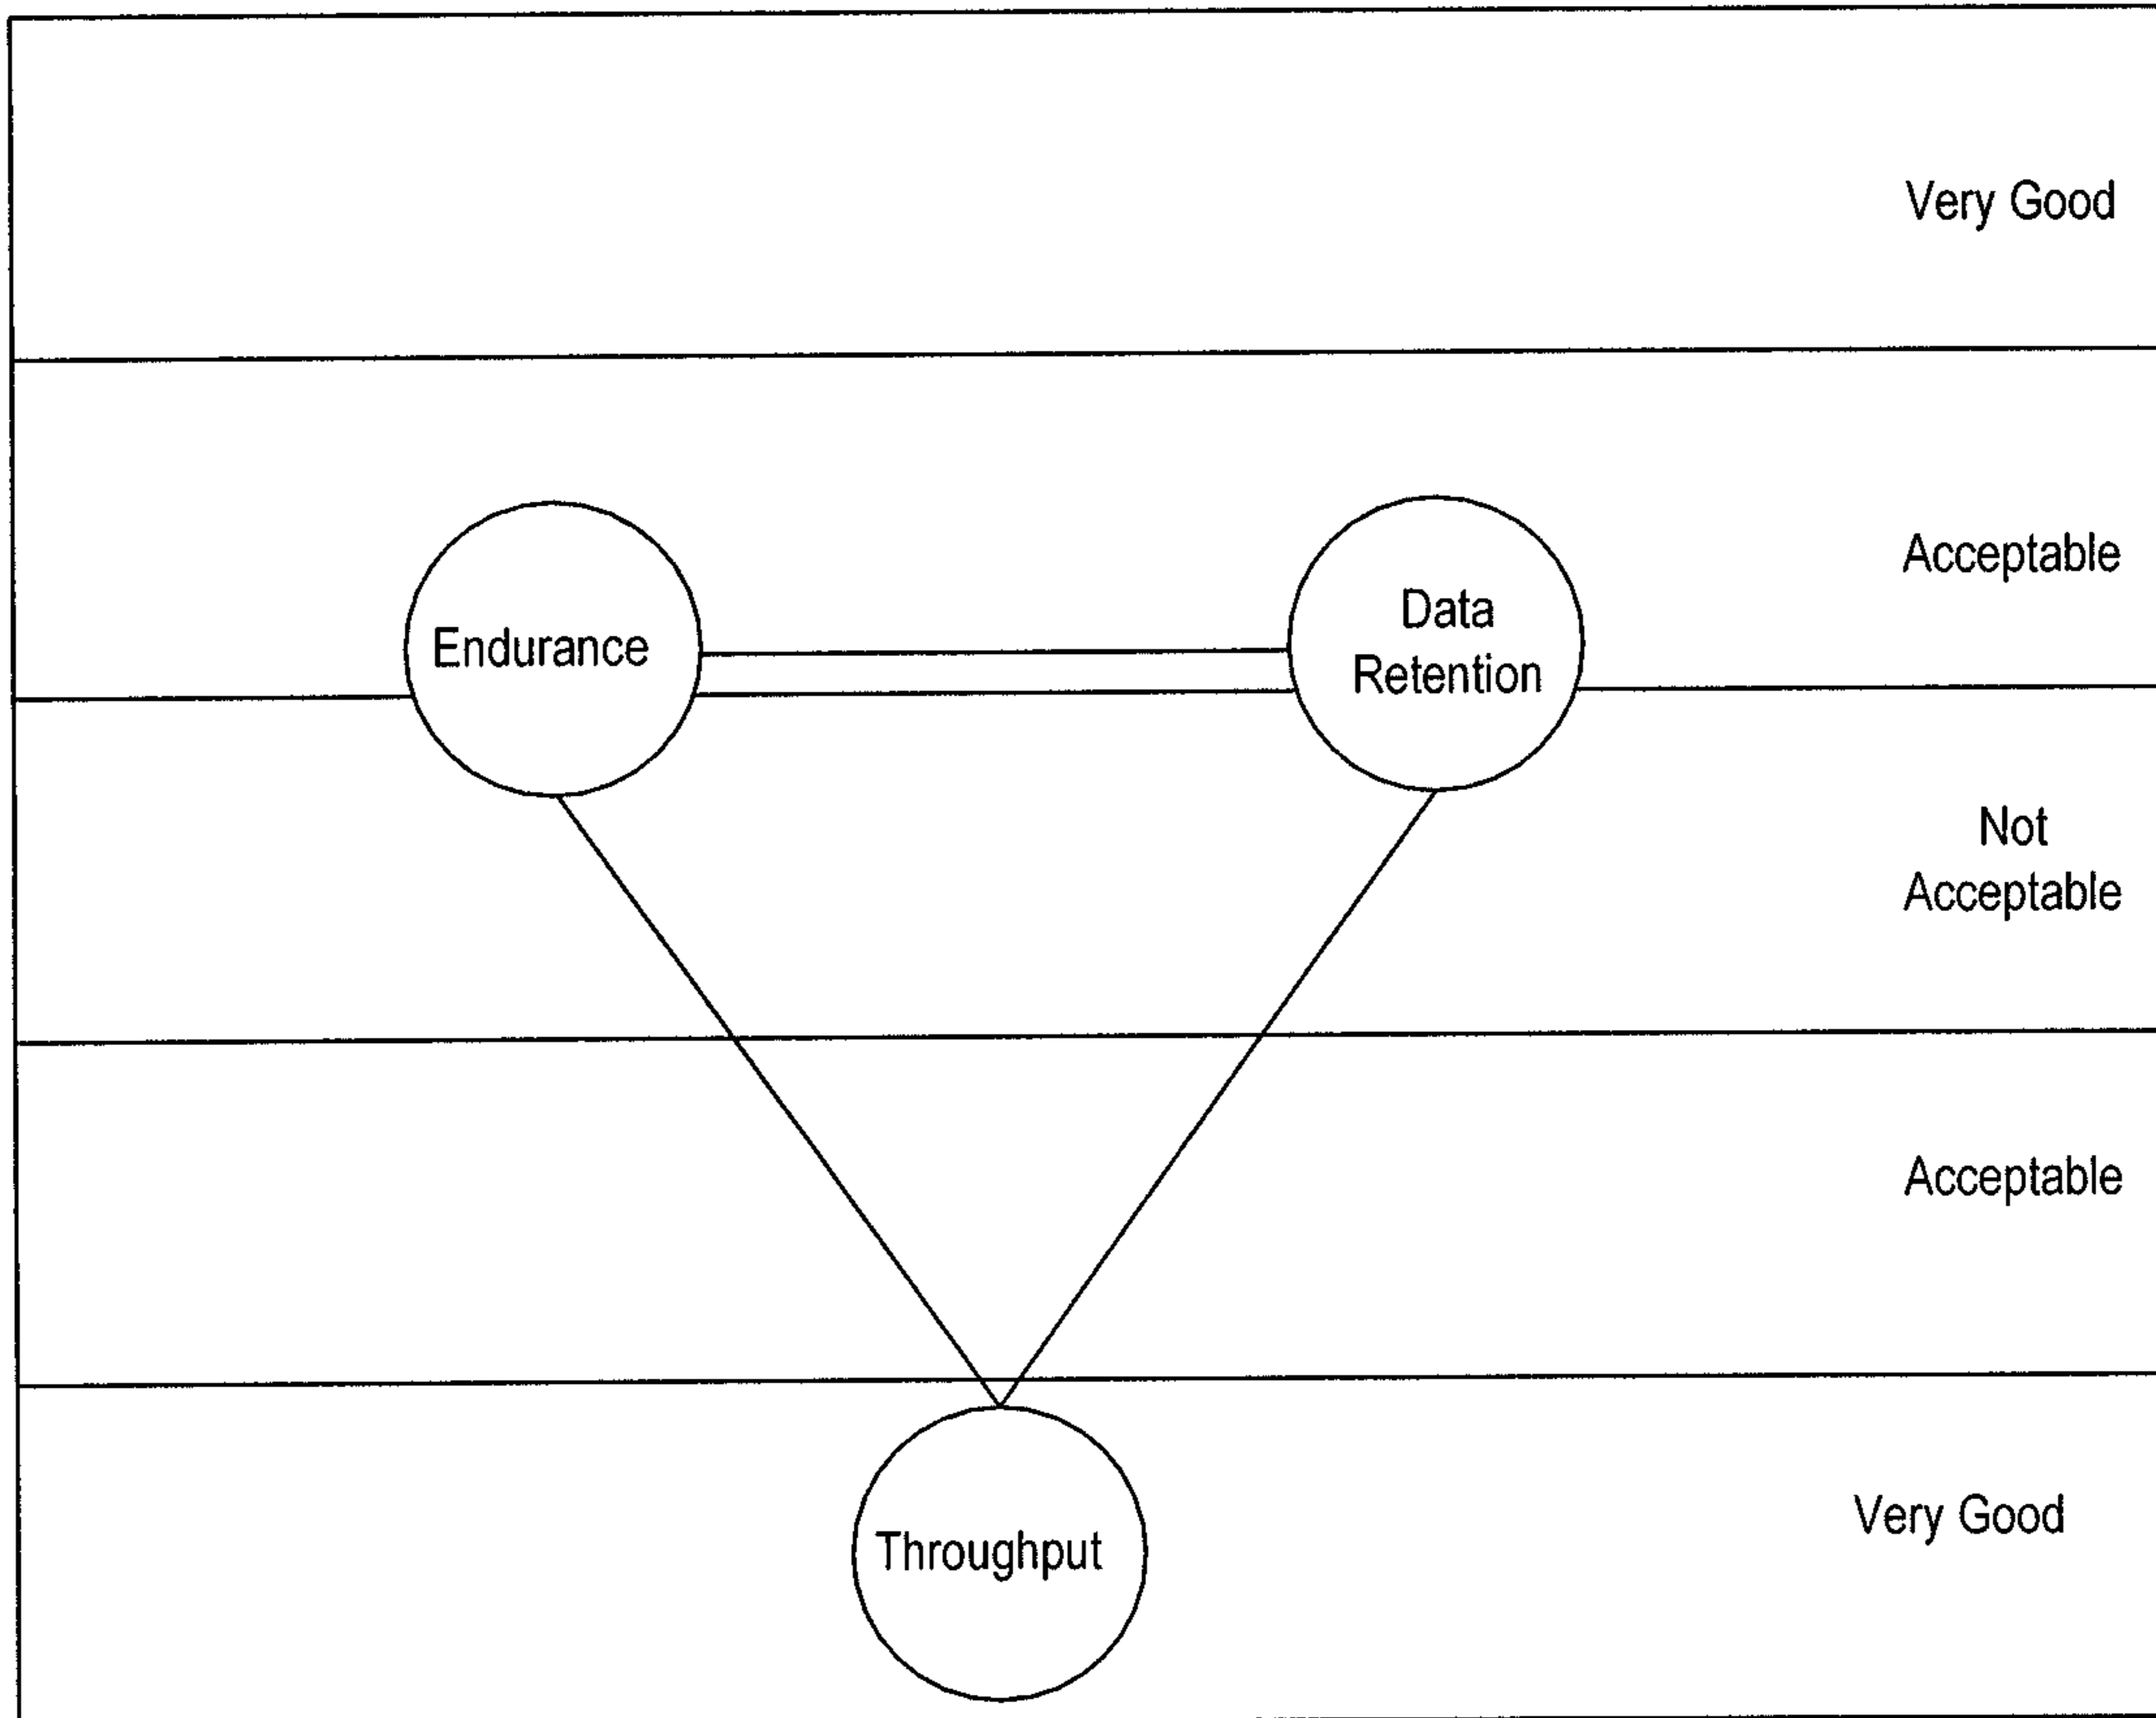 Very Good
Acceptable
Endurance
Data
Retention
Not
Acceptable
Acceptable
Very Good
Throughput